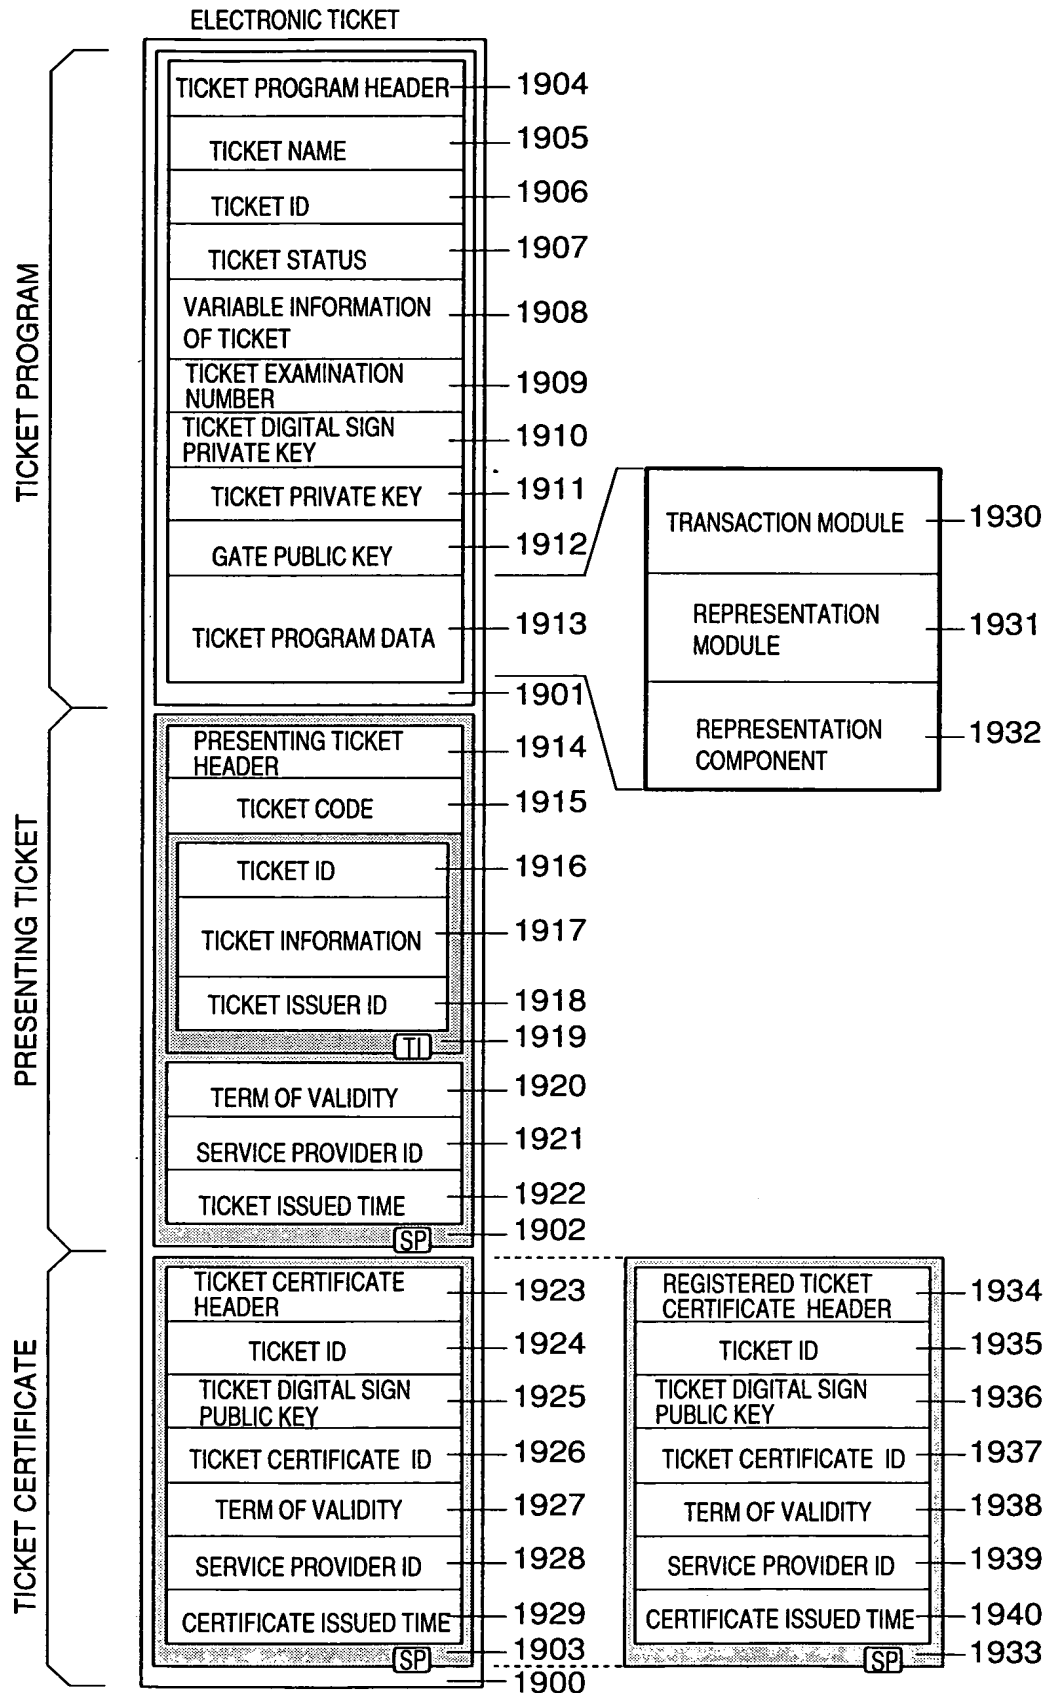 ELECTRONIC TICKET
TICKET PROGRAM
TICKET PROGRAM HEADER 1904
TICKET NAME 1905
TICKET ID 1906
TICKET STATUS 1907
VARIABLE INFORMATION
OF TICKET 1908
TICKET EXAMINATION
NUMBER 1909
TICKET DIGITAL SIGN
PRIVATE KEY 1910
TICKET PRIVATE KEY 1911
GATE PUBLIC KEY 1912
TICKET PROGRAM DATA 1913
1901
TRANSACTION MODULE 1930
REPRESENTATION
MODULE 1931
REPRESENTATION
COMPONENT 1932
PRESENTING TICKET
PRESENTING TICKET
HEADER 1914
TICKET CODE 1915
TICKET ID 1916
TICKET INFORMATION 1917
TICKET ISSUER ID 1918
TI 1919
TERM OF VALIDITY 1920
SERVICE PROVIDER ID 1921
TICKET ISSUED TIME 1922
SP 1902
TICKET CERTIFICATE
TICKET CERTIFICATE
HEADER 1923
TICKET ID 1924
TICKET DIGITAL SIGN
PUBLIC KEY 1925
TICKET CERTIFICATE ID 1926
TERM OF VALIDITY 1927
SERVICE PROVIDER ID 1928
CERTIFICATE ISSUED TIME 1929
SP 1903
1900
REGISTERED TICKET
CERTIFICATE HEADER 1934
TICKET ID 1935
TICKET DIGITAL SIGN
PUBLIC KEY 1936
TICKET CERTIFICATE ID 1937
TERM OF VALIDITY 1938
SERVICE PROVIDER ID 1939
CERTIFICATE ISSUED TIME 1940
SP 1933